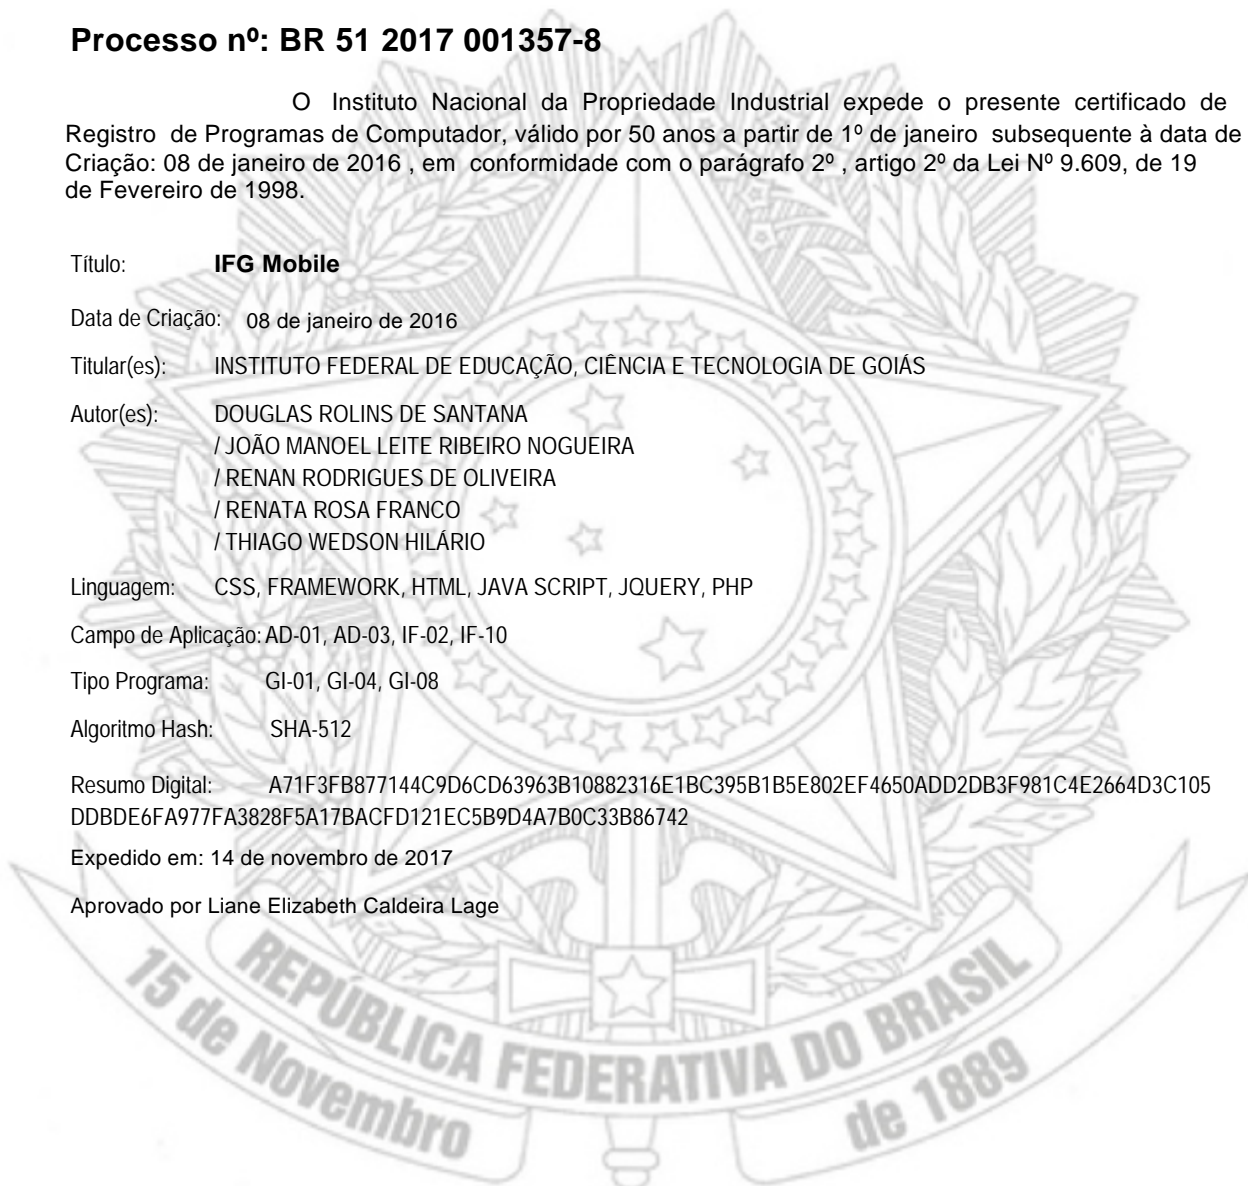 Processo nº: BR 51 2017 001357-8
O Instituto Nacional da Propriedade Industrial expede o presente certificado de
Registro de Programas de Computador, válido por 50 anos a partir de 1º de janeiro subsequente à data de
Criação: 08 de janeiro de 2016 , em conformidade com o parágrafo 2º , artigo 2º da Lei Nº 9.609, de 19
de Fevereiro de 1998.
Título: IFG Mobile
Data de Criação: 08 de janeiro de 2016
Titular(es): INSTITUTO FEDERAL DE EDUCAÇÃO, CIÊNCIA E TECNOLOGIA DE GOIÁS
Autor(es): DOUGLAS ROLINS DE SANTANA
/ JOÃO MANOEL LEITE RIBEIRO NOGUEIRA
/ RENAN RODRIGUES DE OLIVEIRA
/ RENATA ROSA FRANCO
/ THIAGO WEDSON HILÁRIO
Linguagem: CSS, FRAMEWORK, HTML, JAVA SCRIPT, JQUERY, PHP
Campo de Aplicação: AD-01, AD-03, IF-02, IF-10
Tipo Programa: GI-01, GI-04, GI-08
Algoritmo Hash: SHA-512
Resumo Digital: A71F3FB877144C9D6CD63963B10882316E1BC395B1B5E802EF4650ADD2DB3F981C4E2664D3C105
DDBDE6FA977FA3828F5A17BACFD121EC5B9D4A7B0C33B86742
Expedido em: 14 de novembro de 2017
Aprovado por Liane Elizabeth Caldeira Lage
REPÚBLICA FEDERATIVA DO BRASIL
15 de Novembro de 1889